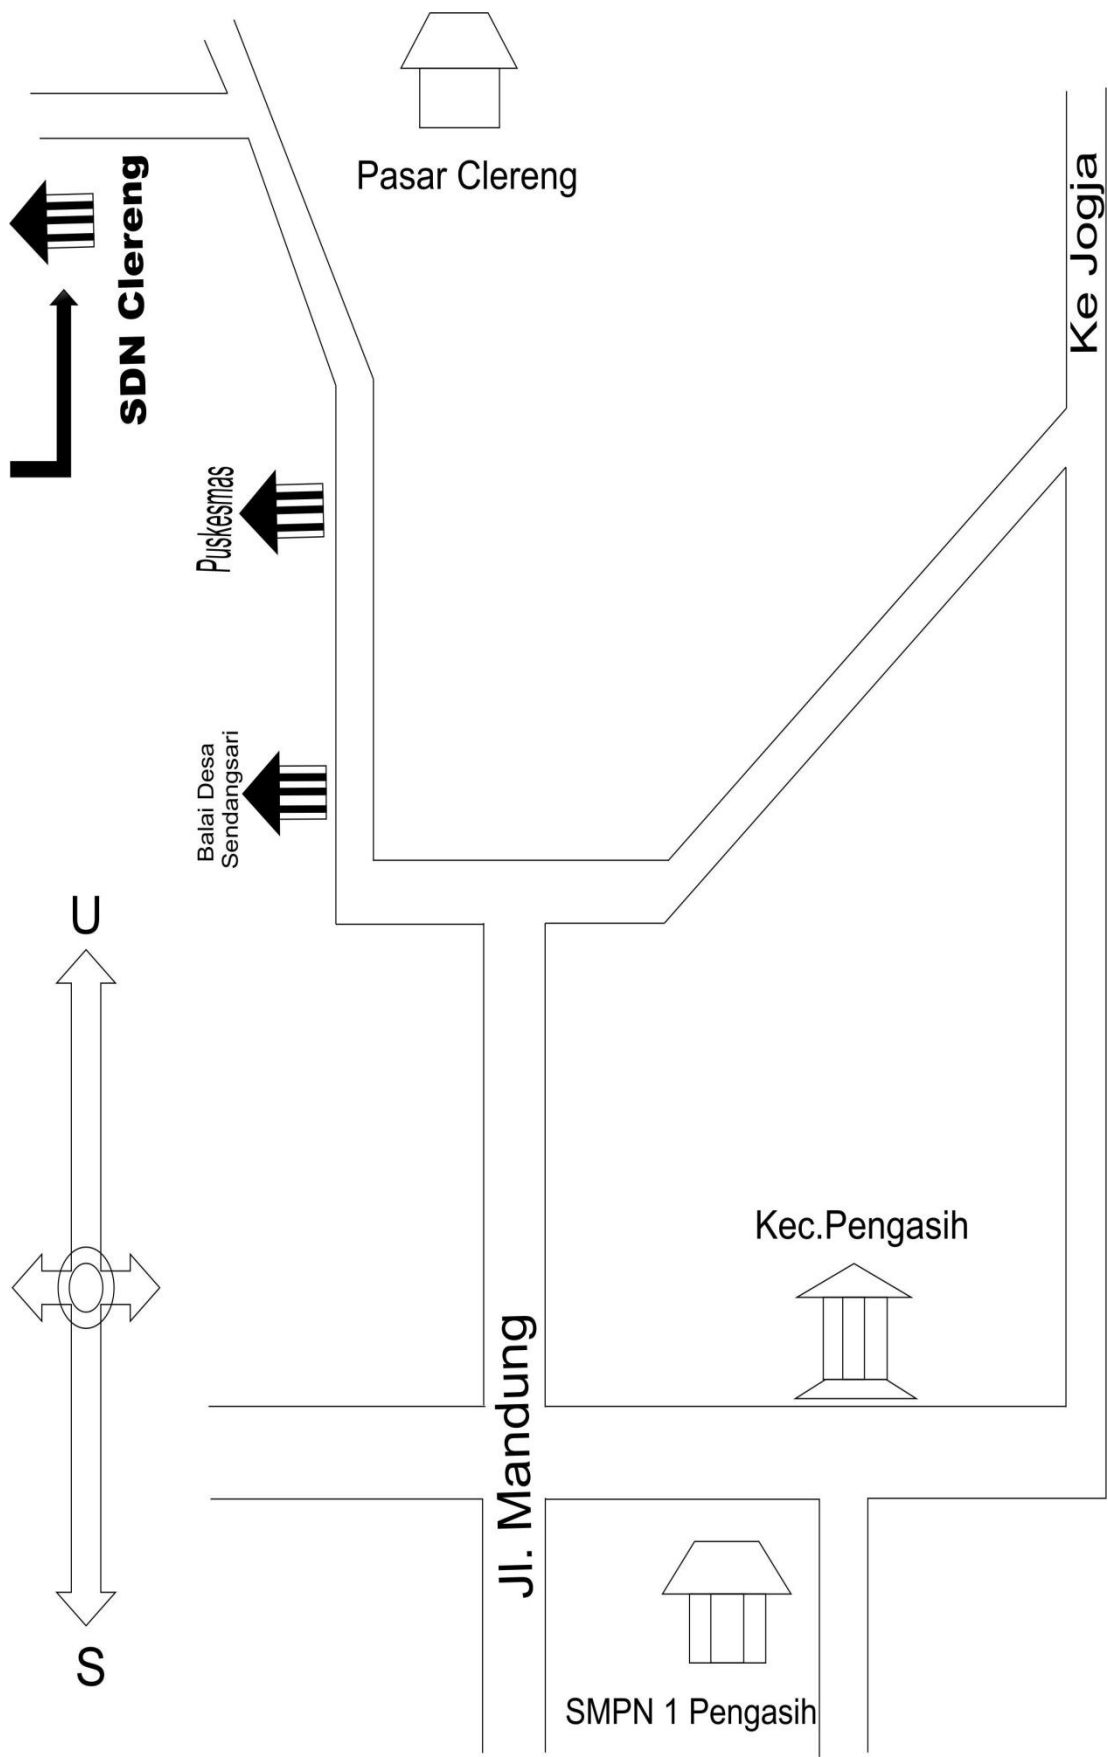 Pasar Clereng
SDN Clereng
Ke Jogja
Puskesmas
Balai Desa
Sendangsari
U
Kec.Pengasih
Jl. Mandung
S
SMPN 1 Pengasih